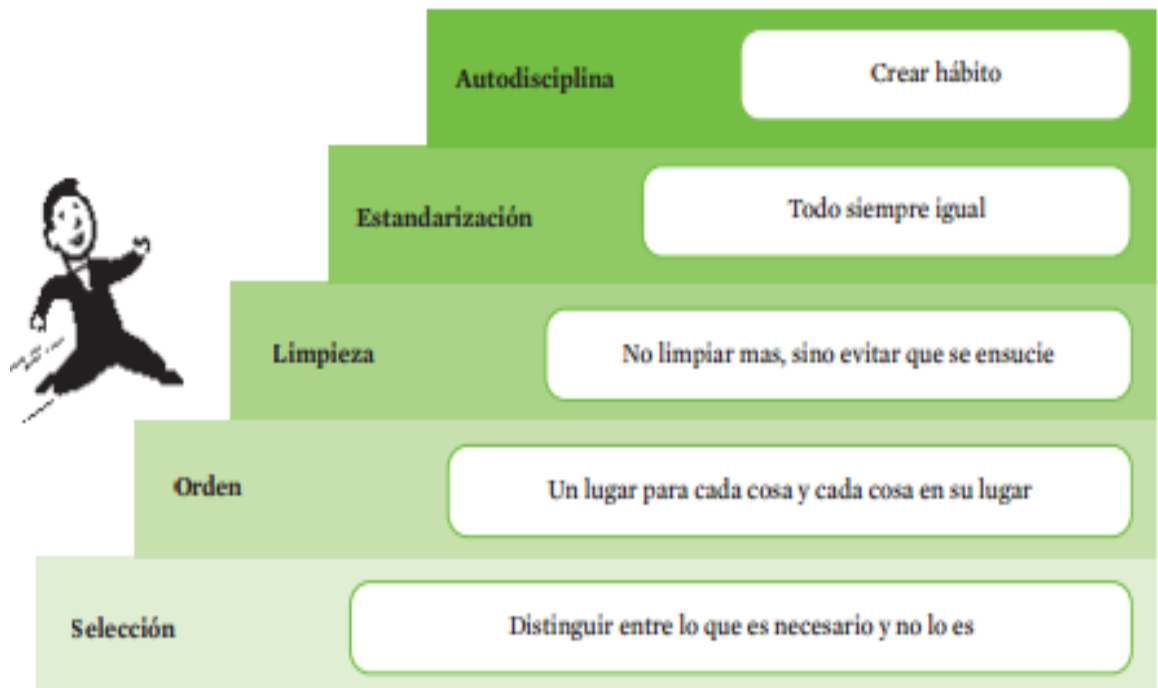 Autodisciplina
Crear hábito
Estandarización
Todo siempre igual
Limpieza
No limpiar mas, sino evitar que se ensucie
Orden
Un lugar para cada cosa y cada cosa en su lugar
Selección
Distinguir entre lo que es necesario y no lo es